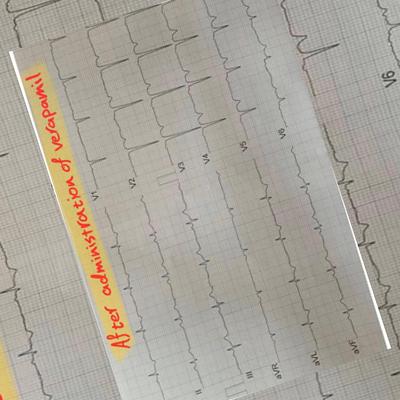 After administration of verapamil
V1
V2
V3
V4
V5
V6
II
III
aVR
aVL
aVF
V6